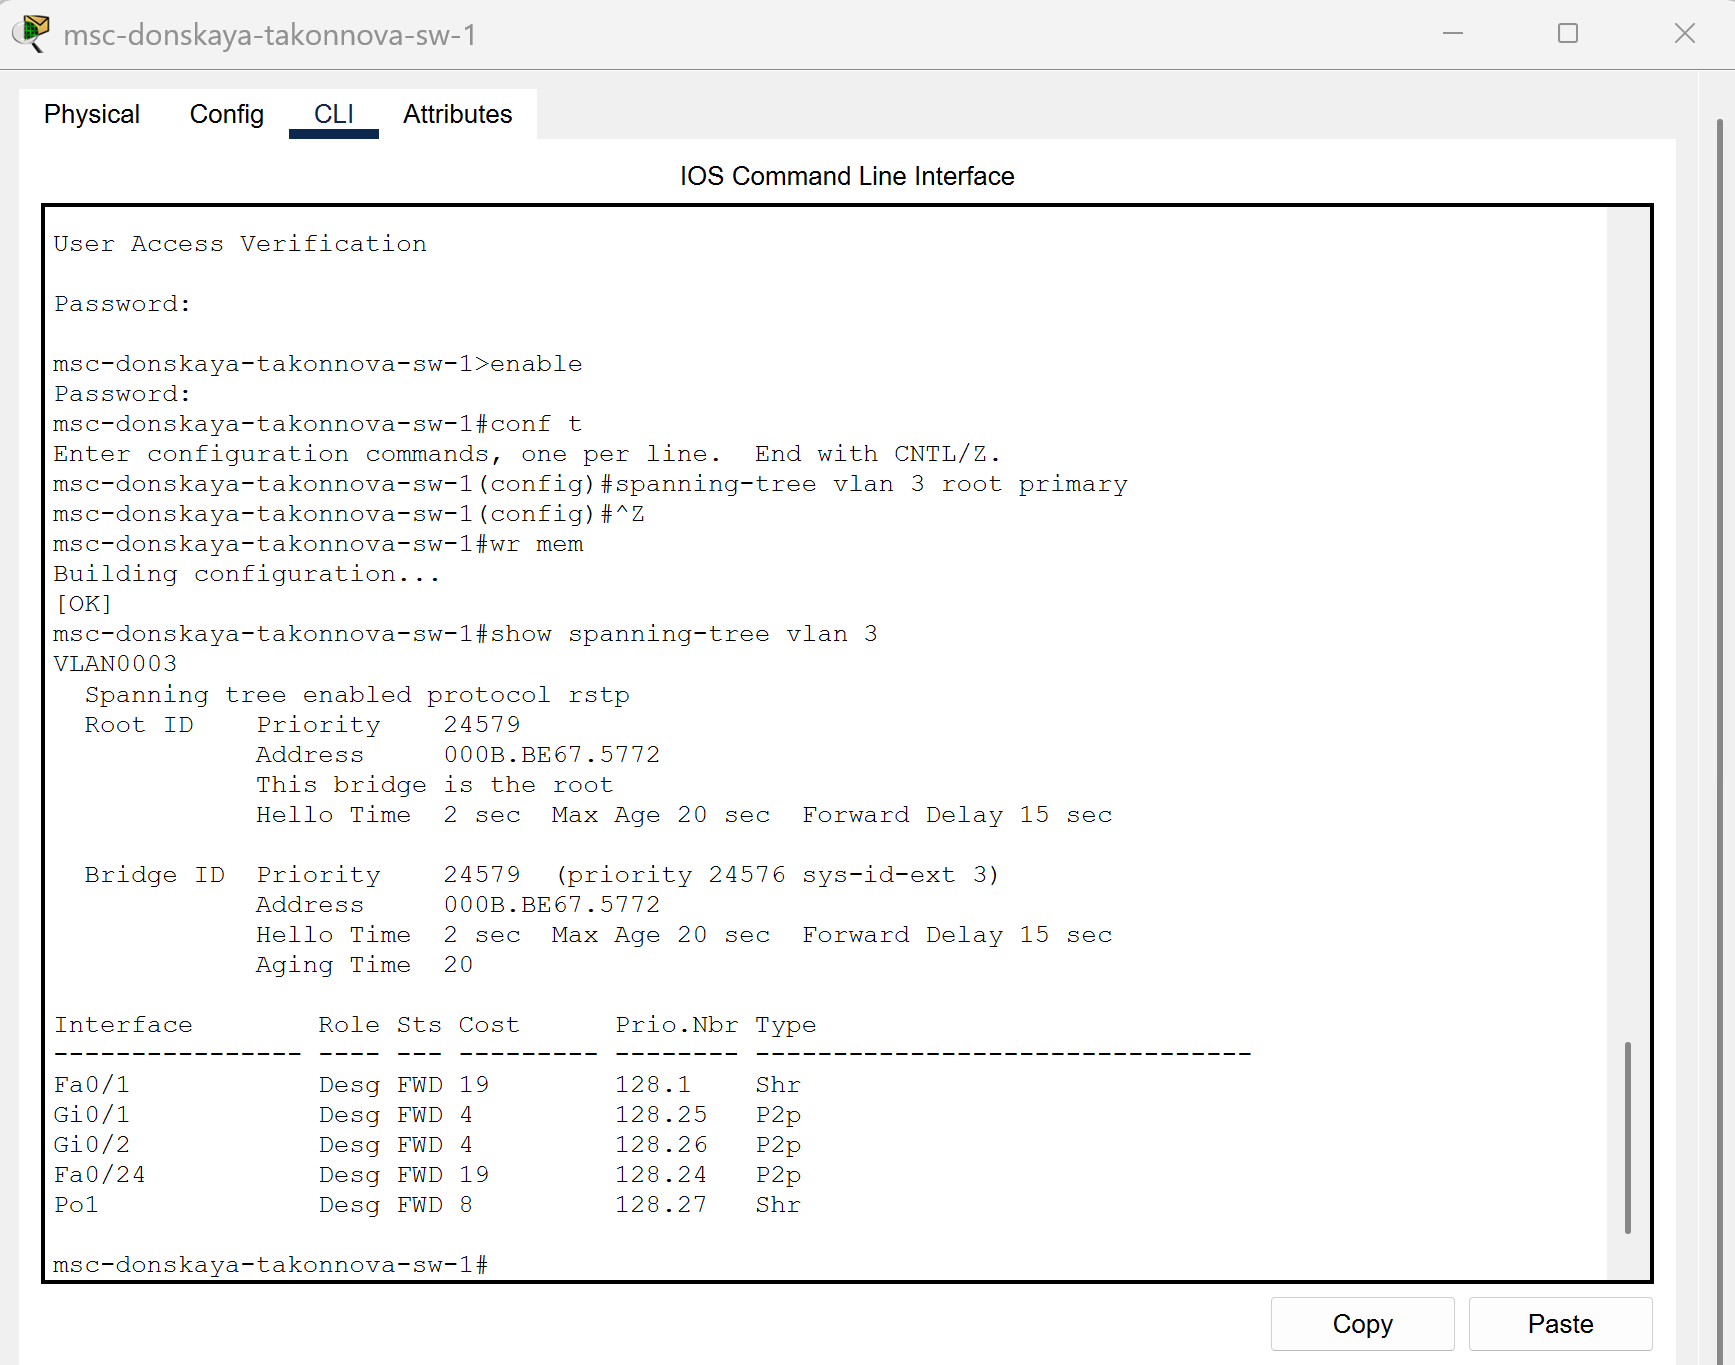 msc-donskaya-takonnova-sw-1
Physical Config CLI Attributes
IOS Command Line Interface
User Access Verification
Password:
msc-donskaya-takonnova-sw-1>enable
Password:
msc-donskaya-takonnova-sw-1#conf t
Enter configuration commands, one per line.  End with CNTL/Z.
msc-donskaya-takonnova-sw-1(config)#spanning-tree vlan 3 root primary
msc-donskaya-takonnova-sw-1(config)#^Z
msc-donskaya-takonnova-sw-1#wr mem
Building configuration...
[OK]
msc-donskaya-takonnova-sw-1#show spanning-tree vlan 3
VLAN0003
  Spanning tree enabled protocol rstp
  Root ID    Priority    24579
             Address     000B.BE67.5772
             This bridge is the root
             Hello Time  2 sec  Max Age 20 sec  Forward Delay 15 sec
  Bridge ID  Priority    24579  (priority 24576 sys-id-ext 3)
             Address     000B.BE67.5772
             Hello Time  2 sec  Max Age 20 sec  Forward Delay 15 sec
             Aging Time  20
Interface        Role Sts Cost      Prio.Nbr Type
---------------- ---- --- --------- -------- --------------------------------
Fa0/1            Desg FWD 19        128.1    Shr
Gi0/1            Desg FWD 4         128.25   P2p
Gi0/2            Desg FWD 4         128.26   P2p
Fa0/24           Desg FWD 19        128.24   P2p
Po1              Desg FWD 8         128.27   Shr
msc-donskaya-takonnova-sw-1#
Copy Paste